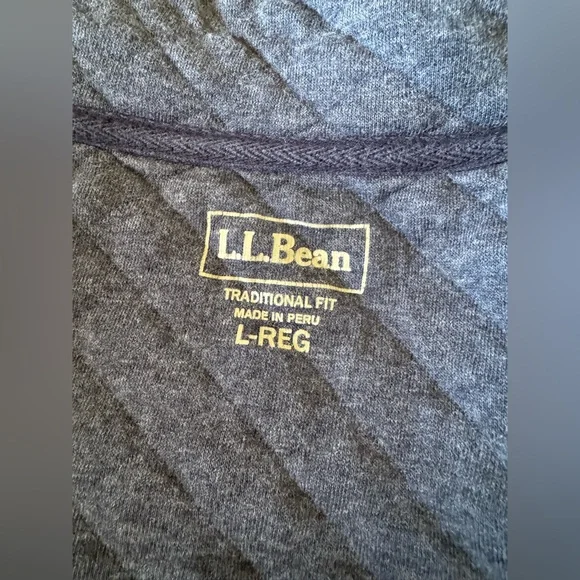 L.L.Bean
TRADITIONAL FIT
MADE IN PERU
L-REG